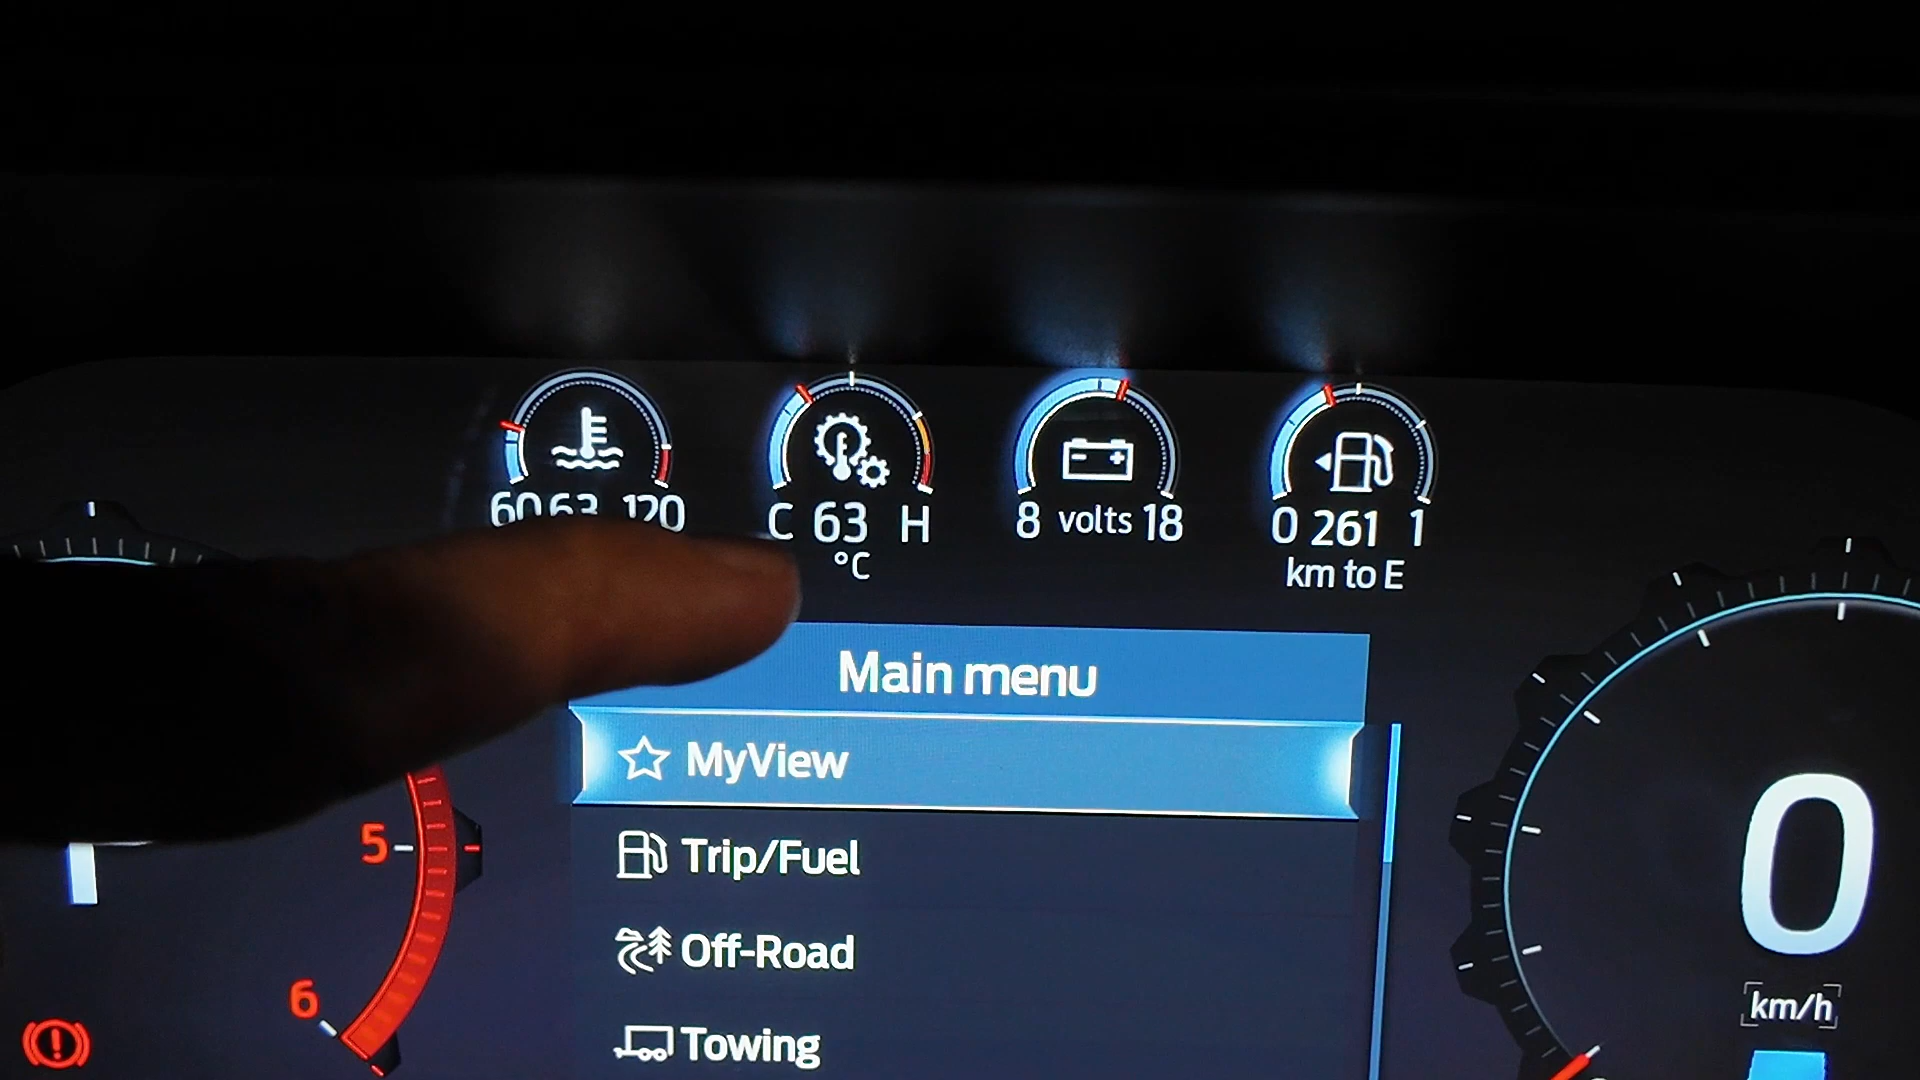 60 63 120
C 63 H
°C
8 volts 18
0 261 1
km to E
Main menu
MyView
Trip/Fuel
Off-Road
Towing
5
6
0
km/h